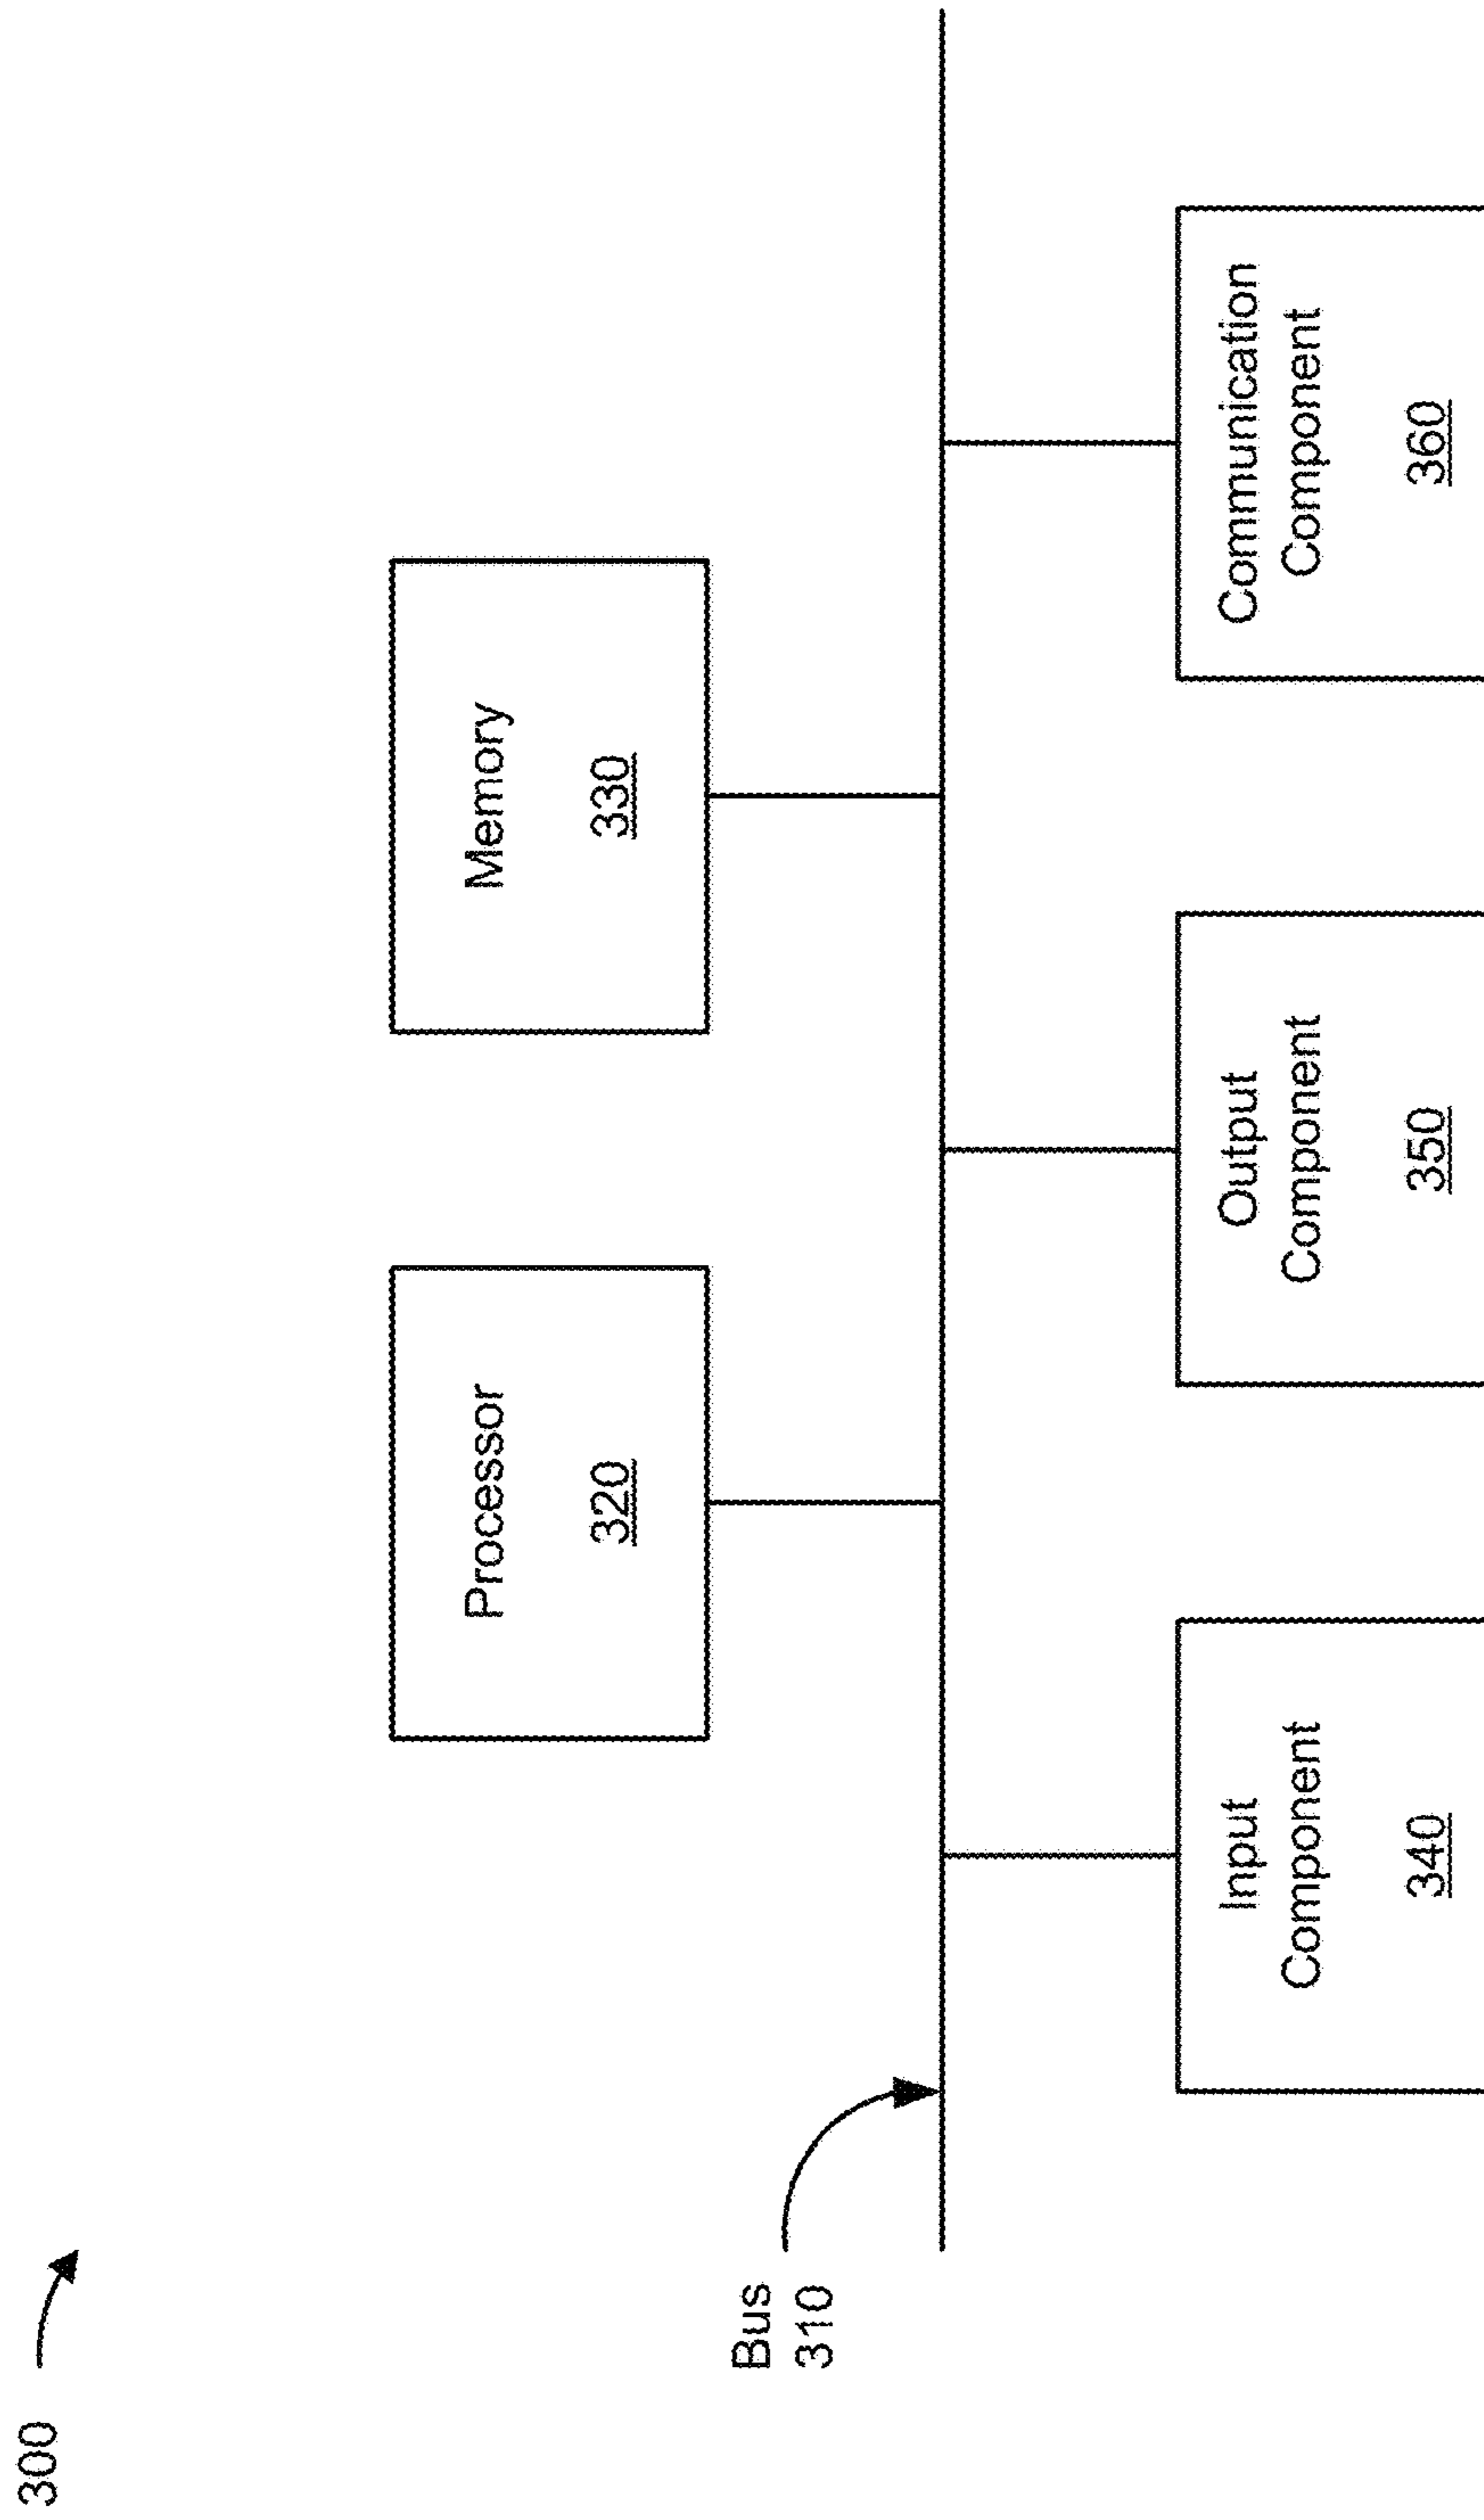 300
Processor
320
Memory
330
Bus
310
Input
Component
340
Output
Component
350
Communication
Component
360